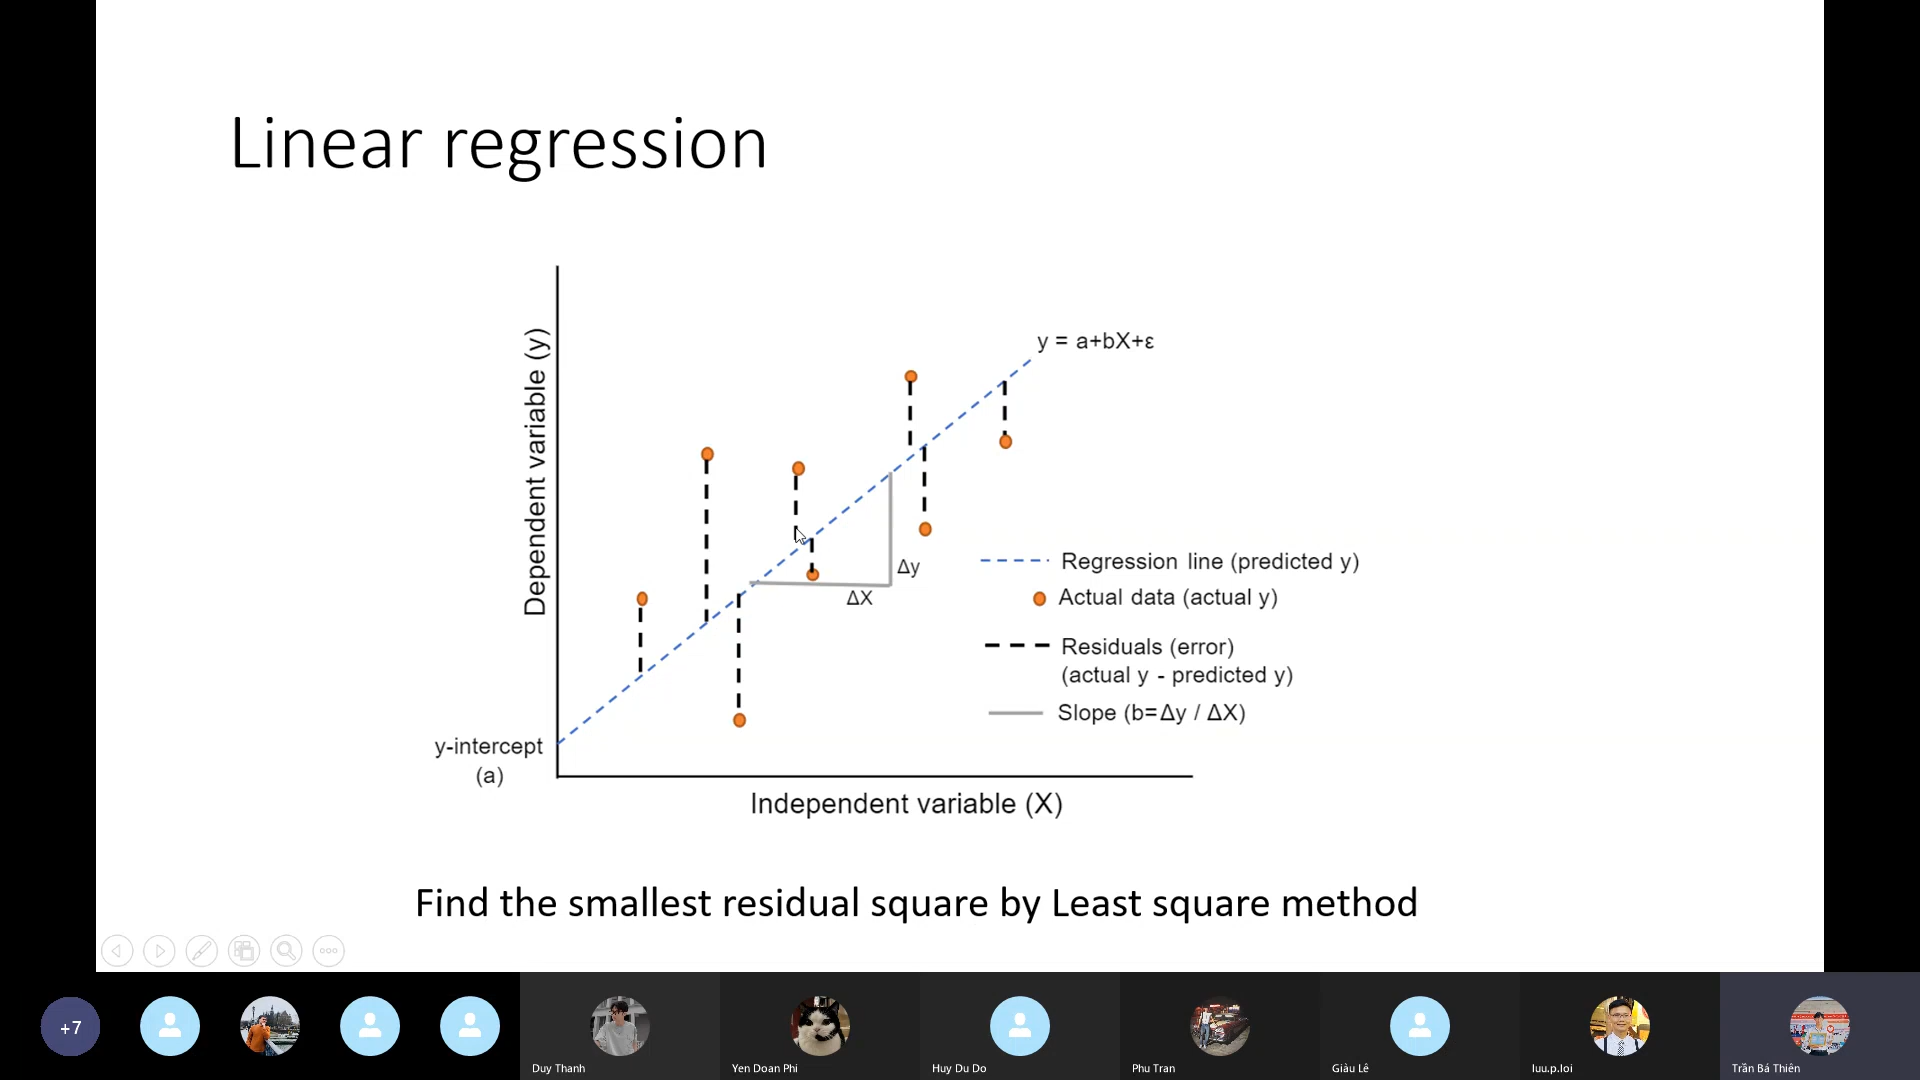 Linear regression
y = a+bX+ε
Dependent variable (y)
Δy
ΔX
Regression line (predicted y)
Actual data (actual y)
Residuals (error)
(actual y - predicted y)
Slope (b=Δy / ΔX)
y-intercept
(a)
Independent variable (X)
Find the smallest residual square by Least square method
+7
Duy Thanh
Yen Doan Phi
Huy Du Do
Phu Tran
Giàu Lê
luu.p.loi
Trần Bá Thiên